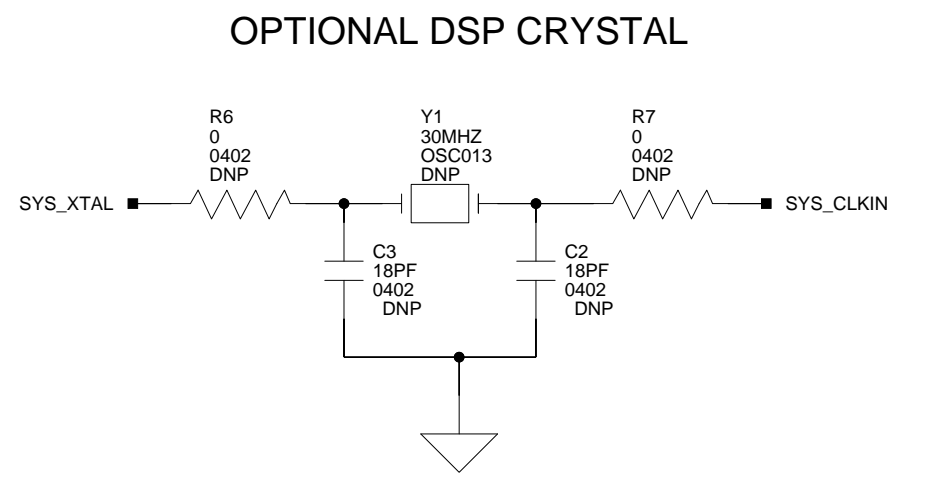 OPTIONAL DSP CRYSTAL
R6
0
0402
DNP
Y1
30MHZ
OSC013
DNP
R7
0
0402
DNP
SYS_XTAL
SYS_CLKIN
C3
18PF
0402
DNP
C2
18PF
0402
DNP